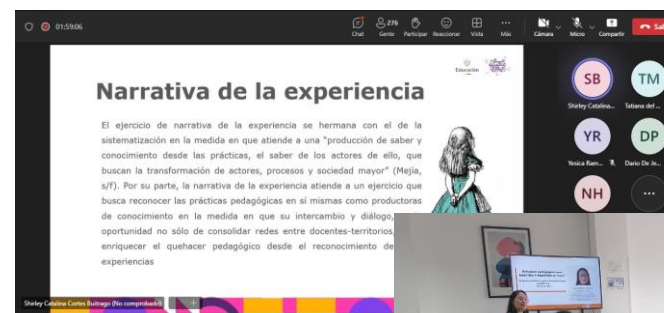 01:59:06
Chat
276
Gente
Participar
Reaccionar
Vista
Más
Cámara
Micro
Compartir
Sal
Educación
Narrativa de la experiencia
El ejercicio de narrativa de la experiencia se hermana con el de la
sistematización en la medida en que atiende a una “producción de saber y
conocimiento desde las prácticas, el saber de los actores de ello, que
buscan la transformación de actores, procesos y sociedad mayor” (Mejía,
s/f). Por su parte, la narrativa de la experiencia atiende a un ejercicio que
busca reconocer las prácticas pedagógicas en sí mismas como productoras
de conocimiento en la medida en que su intercambio y diálogo,
oportunidad no sólo de consolidar redes entre docentes-territorios,
enriquecer el quehacer pedagógico desde el reconocimiento de
experiencias
SB
TM
Shirley Catalina...
Tatiana del ...
YR
DP
Yesica Ram...
Dario De Je...
NH
Shirley Catalina Cortes Buitrago (No comprobado)